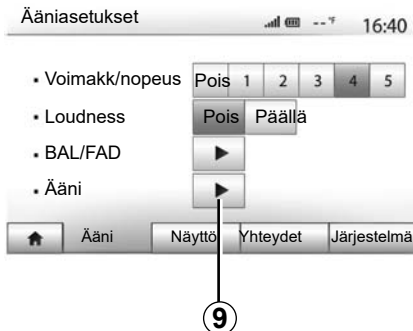 Ääniasetukset -- °F 16:40
• Voimakk/nopeus Pois 1 2 3 4 5
• Loudness Pois Päällä
• BAL/FAD
• Ääni
Ääni Näyttö Yhteydet Järjestelmä
9